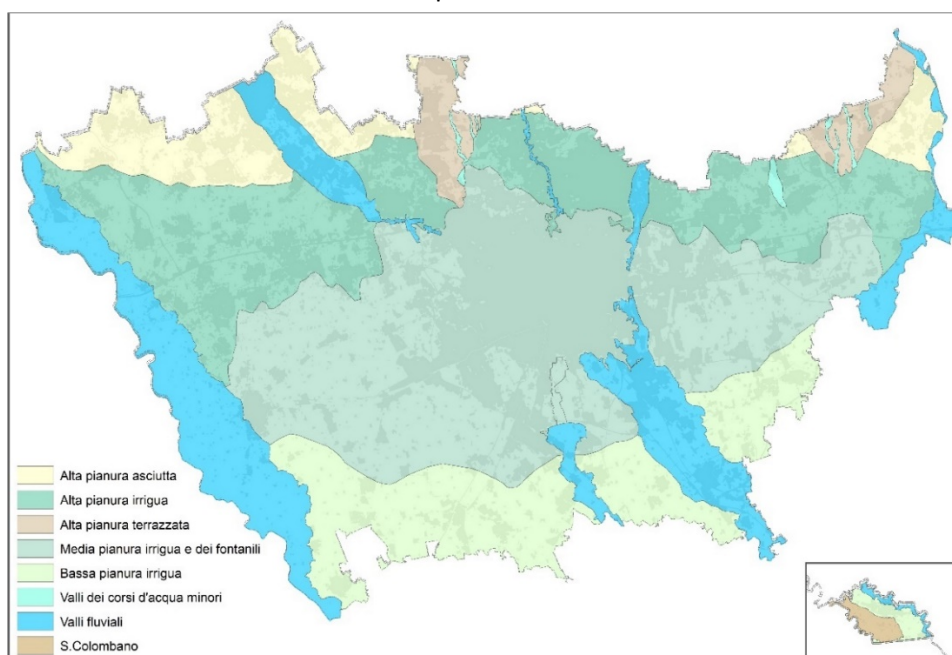 Alta pianura asciutta
Alta pianura irrigua
Alta pianura terrazzata
Media pianura irrigua e dei fontanili
Bassa pianura irrigua
Valli dei corsi d'acqua minori
Valli fluviali
S.Colombano